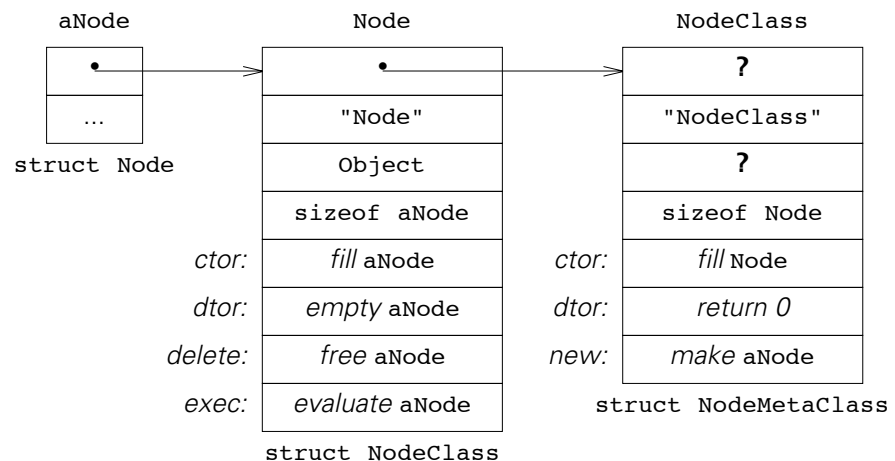 aNode Node NodeClass
?
... "Node" "NodeClass"
struct Node Object ?
sizeof aNode sizeof Node
ctor: fill aNode ctor: fill Node
dtor: empty aNode dtor: return 0
delete: free aNode new: make aNode
exec: evaluate aNode struct NodeMetaClass
struct NodeClass